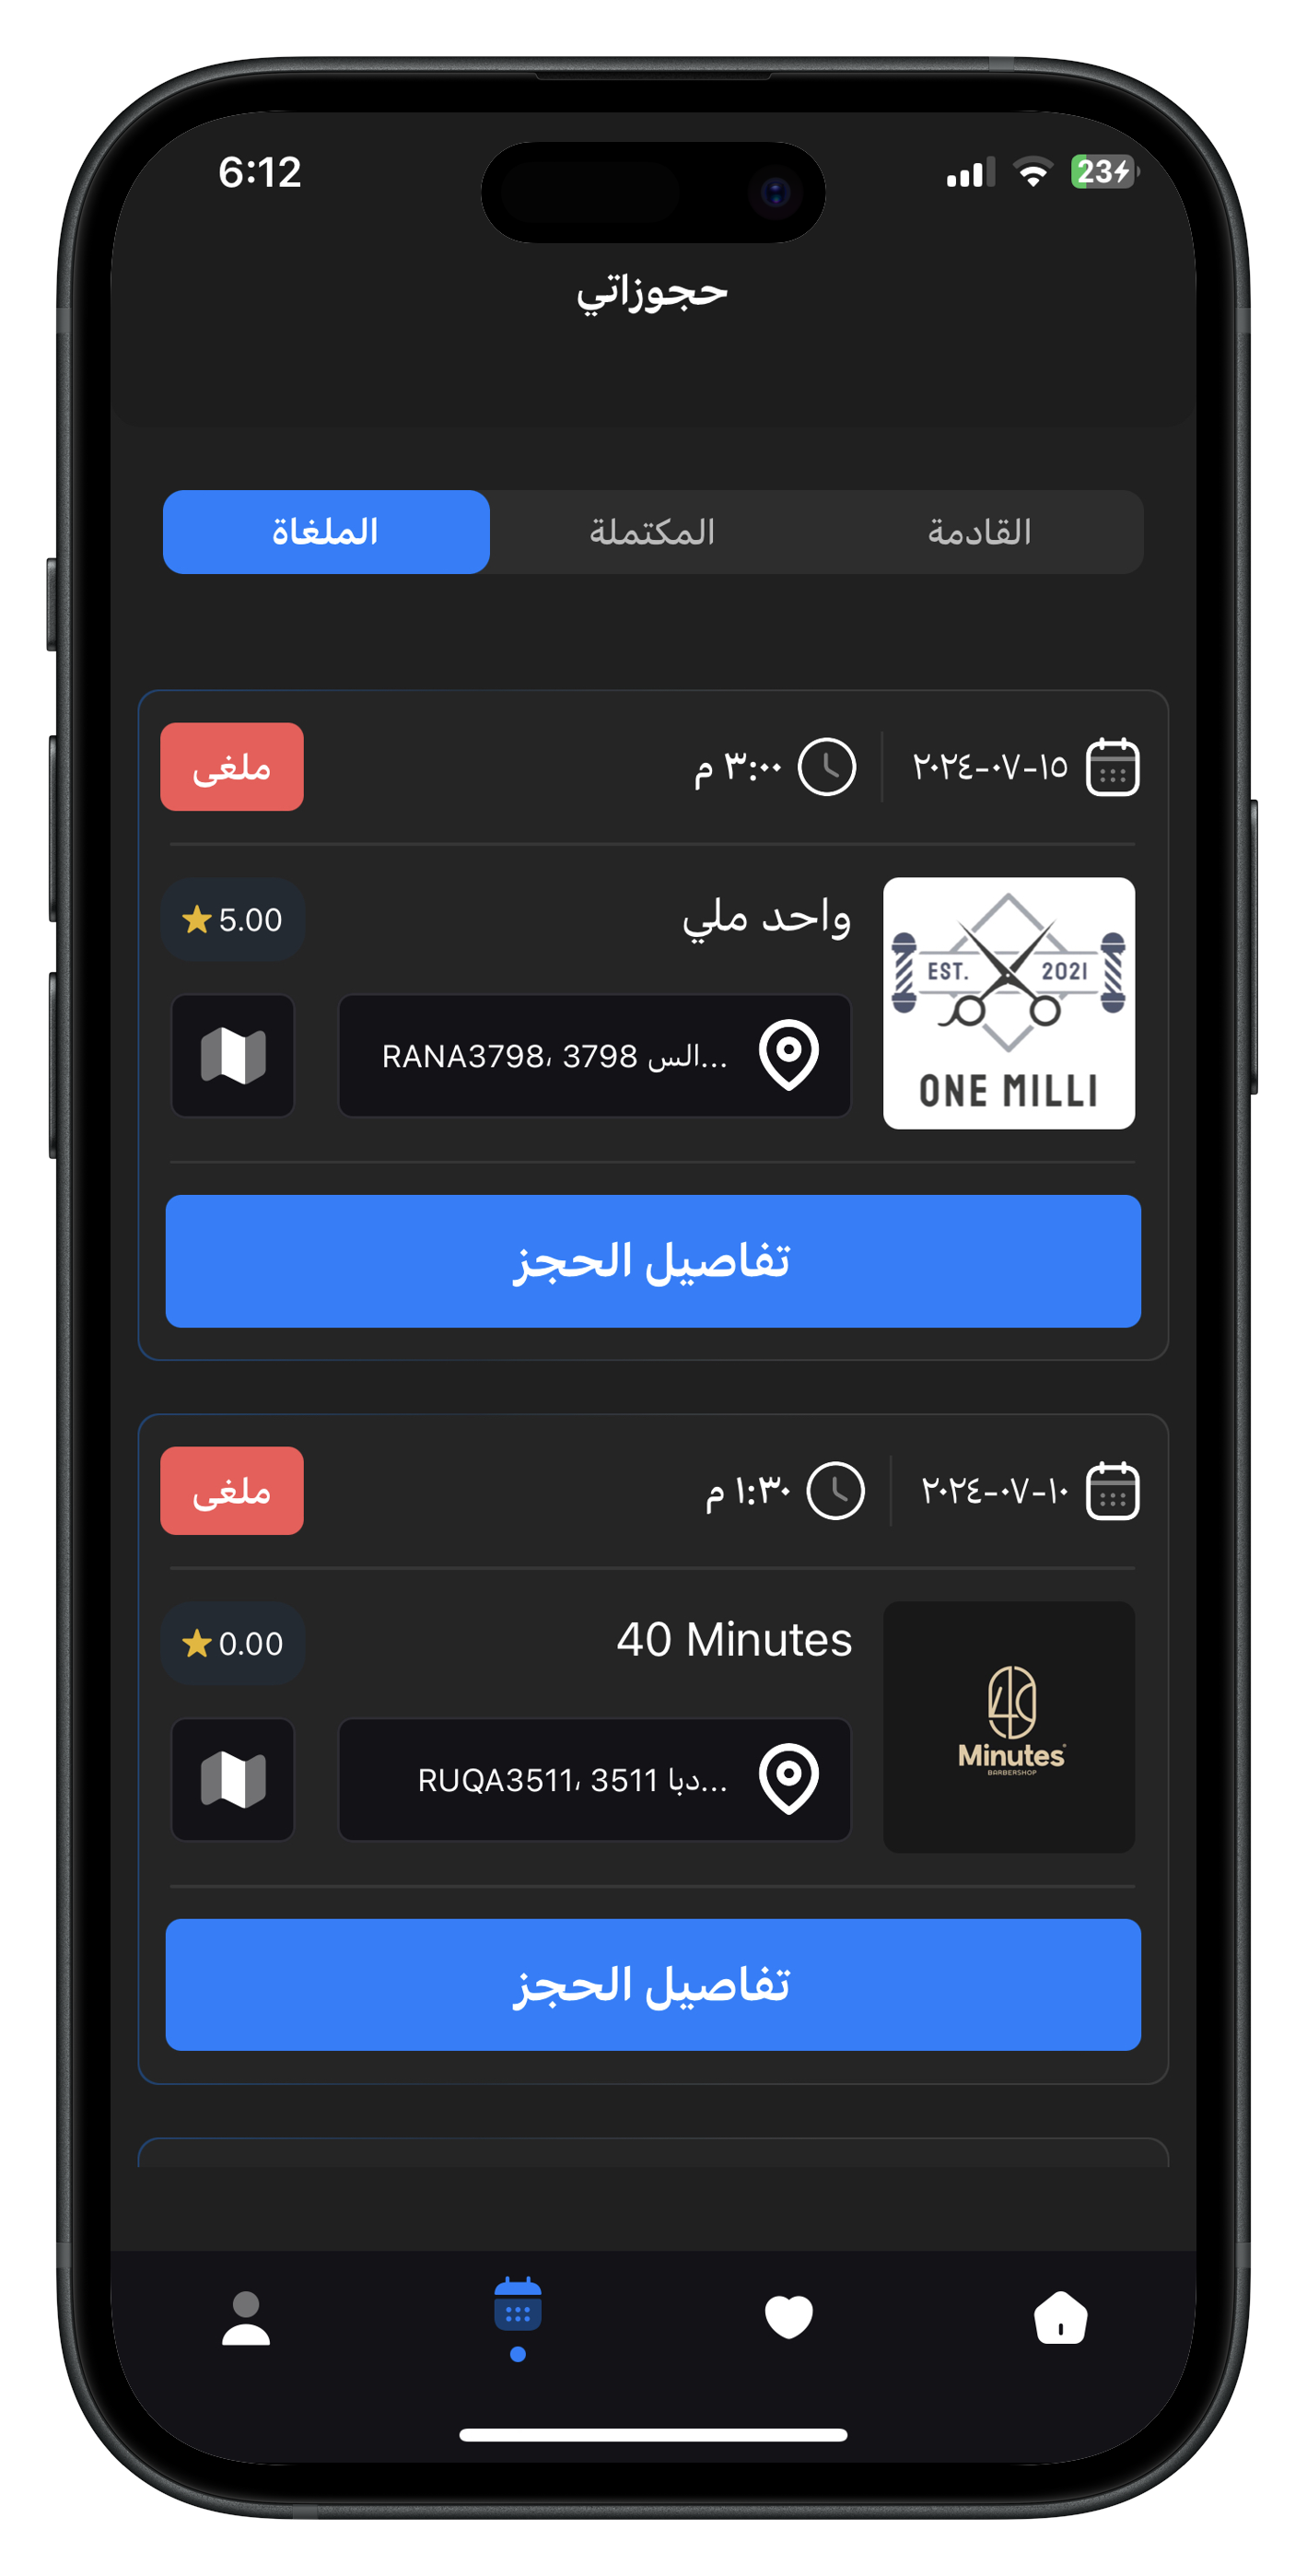 6:12
23
حجوزاتي
القادمة المكتملة الملغاة
٢٠٢٤-٠٧-١٥ ٣:٠٠ م ملغى
واحد ملي 5.00
EST. 2021
ONE MILLI
RANA3798، 3798 الس...
تفاصيل الحجز
٢٠٢٤-٠٧-١٠ ١:٣٠ م ملغى
40 Minutes 0.00
40
Minutes
BARBERSHOP
RUQA3511، 3511 دبا...
تفاصيل الحجز